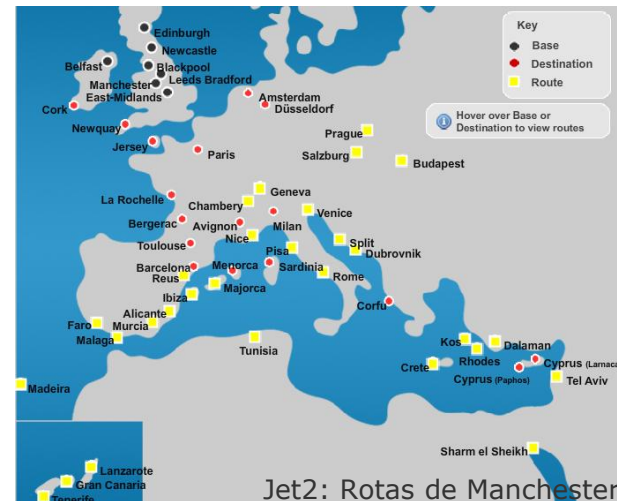 Key
Base
Destination
Route
Hover over Base or
Destination to view routes
Edinburgh
Newcastle
Belfast
Blackpool
Leeds Bradford
Manchester
East-Midlands
Cork
Amsterdam
Düsseldorf
Newquay
Jersey
Paris
Prague
Salzburg
Budapest
La Rochelle
Chambery
Geneva
Bergerac
Avignon
Milan
Venice
Toulouse
Nice
Pisa
Split
Dubrovnik
Barcelona
Reus
Menorca
Sardinia
Rome
Majorca
Ibiza
Corfu
Alicante
Faro
Murcia
Malaga
Tunisia
Kos
Rhodes
Dalaman
Crete
Cyprus (Larnaca
Cyprus (Paphos)
Tel Aviv
Madeira
Sharm el Sheikh
Lanzarote
Gran Canaria
Tenerife
Jet2: Rotas de Manchester